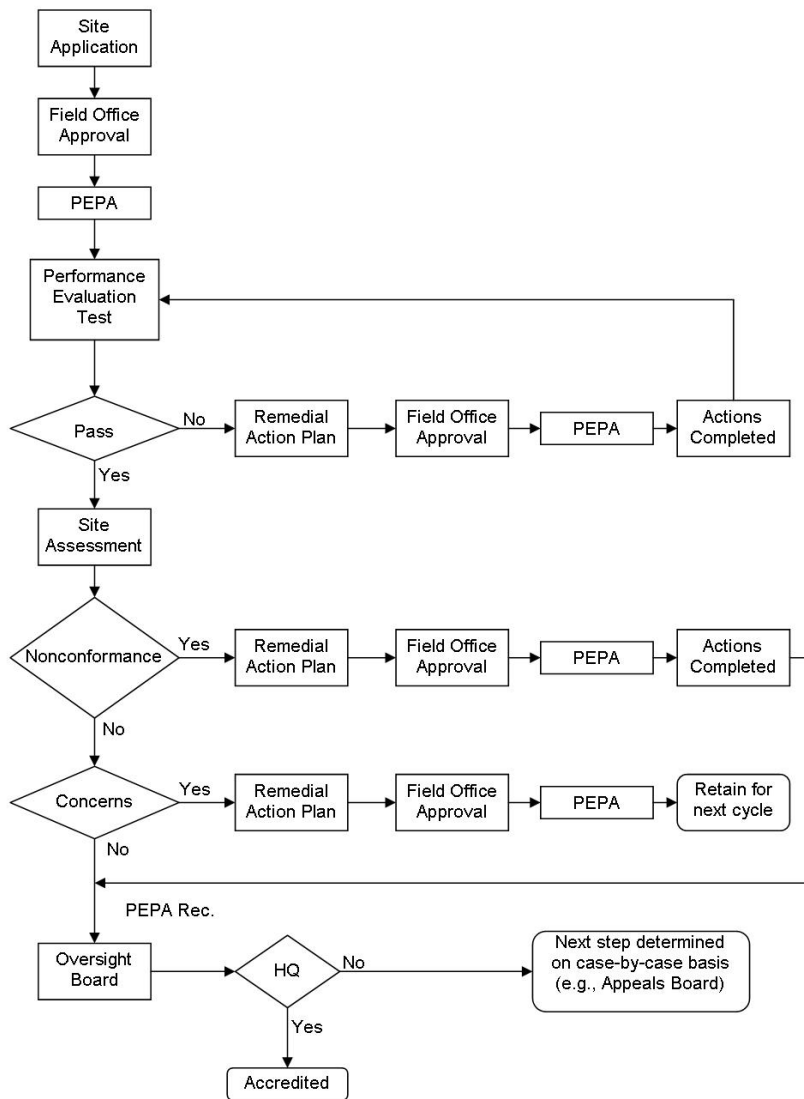 Site
Application
Field Office
Approval
PEPA
Performance
Evaluation
Test
Pass
No
Remedial
Action Plan
Field Office
Approval
PEPA
Actions
Completed
Yes
Site
Assessment
Nonconformance
Yes
Remedial
Action Plan
Field Office
Approval
PEPA
Actions
Completed
No
Concerns
Yes
Remedial
Action Plan
Field Office
Approval
PEPA
Retain for
next cycle
No
PEPA Rec.
Oversight
Board
HQ
No
Next step determined
on case-by-case basis
(e.g., Appeals Board)
Yes
Accredited